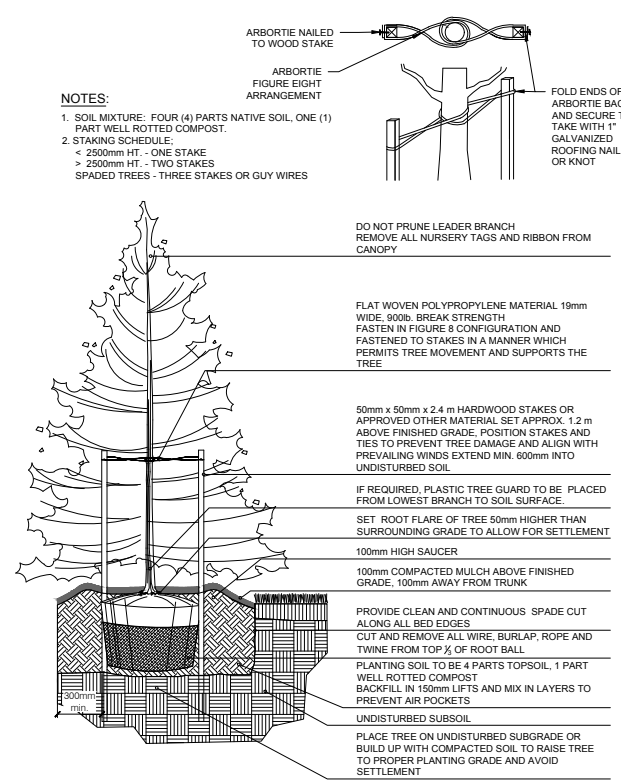 ARBORTIE NAILED
TO WOOD STAKE
ARBORTIE
FIGURE EIGHT
ARRANGEMENT
FOLD ENDS OF
ARBORTIE BAC
AND SECURE T
TAKE WITH 1"
GALVANIZED
ROOFING NAIL
OR KNOT
NOTES:
1. SOIL MIXTURE: FOUR (4) PARTS NATIVE SOIL, ONE (1)
PART WELL ROTTED COMPOST.
2. STAKING SCHEDULE;
< 2500mm HT. - ONE STAKE
> 2500mm HT. - TWO STAKES
SPADED TREES - THREE STAKES OR GUY WIRES
DO NOT PRUNE LEADER BRANCH
REMOVE ALL NURSERY TAGS AND RIBBON FROM
CANOPY
FLAT WOVEN POLYPROPYLENE MATERIAL 19mm
WIDE, 900lb. BREAK STRENGTH
FASTEN IN FIGURE 8 CONFIGURATION AND
FASTENED TO STAKES IN A MANNER WHICH
PERMITS TREE MOVEMENT AND SUPPORTS THE
TREE
50mm x 50mm x 2.4 m HARDWOOD STAKES OR
APPROVED OTHER MATERIAL SET APPROX. 1.2 m
ABOVE FINISHED GRADE, POSITION STAKES AND
TIES TO PREVENT TREE DAMAGE AND ALIGN WITH
PREVAILING WINDS EXTEND MIN. 600mm INTO
UNDISTURBED SOIL
IF REQUIRED, PLASTIC TREE GUARD TO BE PLACED
FROM LOWEST BRANCH TO SOIL SURFACE.
SET ROOT FLARE OF TREE 50mm HIGHER THAN
SURROUNDING GRADE TO ALLOW FOR SETTLEMENT
100mm HIGH SAUCER
100mm COMPACTED MULCH ABOVE FINISHED
GRADE, 100mm AWAY FROM TRUNK
PROVIDE CLEAN AND CONTINUOUS SPADE CUT
ALONG ALL BED EDGES
CUT AND REMOVE ALL WIRE, BURLAP, ROPE AND
TWINE FROM TOP ⅓ OF ROOT BALL
PLANTING SOIL TO BE 4 PARTS TOPSOIL, 1 PART
WELL ROTTED COMPOST
BACKFILL IN 150mm LIFTS AND MIX IN LAYERS TO
PREVENT AIR POCKETS
UNDISTURBED SUBSOIL
PLACE TREE ON UNDISTURBED SUBGRADE OR
BUILD UP WITH COMPACTED SOIL TO RAISE TREE
TO PROPER PLANTING GRADE AND AVOID
SETTLEMENT
300mm
min.